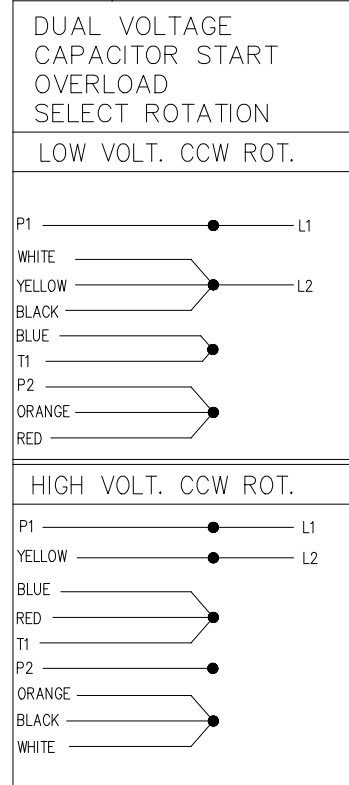 DUAL VOLTAGE
CAPACITOR START
OVERLOAD
SELECT ROTATION
LOW VOLT. CCW ROT.
P1 L1
WHITE
YELLOW L2
BLACK
BLUE
T1
P2
ORANGE
RED
HIGH VOLT. CCW ROT.
P1 L1
YELLOW L2
BLUE
RED
T1
P2
ORANGE
BLACK
WHITE